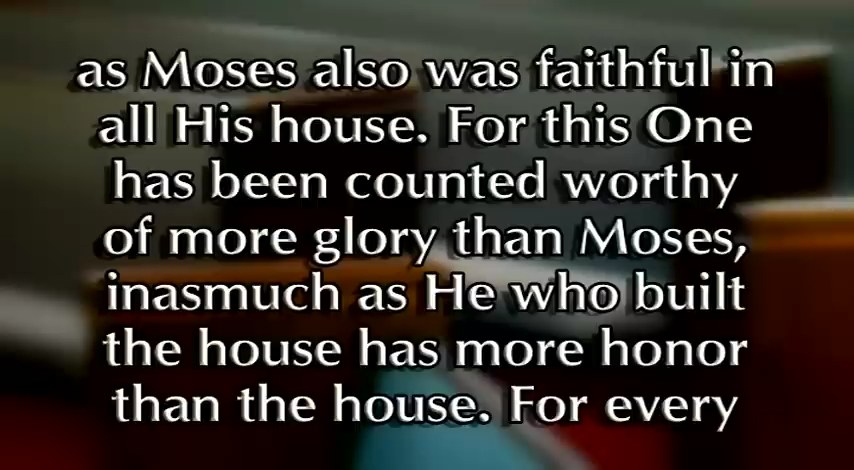 as Moses also was faithful in
all His house. For this One
has been counted worthy
of more glory than Moses,
inasmuch as He who built
the house has more honor
than the house. For every